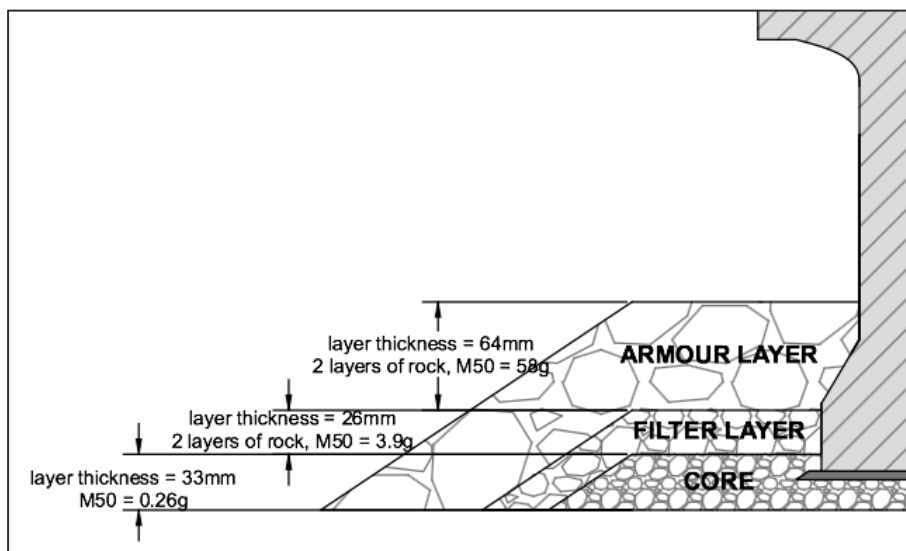 layer thickness = 64mm
2 layers of rock, M50 = 58g
ARMOUR LAYER
layer thickness = 26mm
2 layers of rock, M50 = 3.9g
FILTER LAYER
layer thickness = 33mm
M50 = 0.26g
CORE